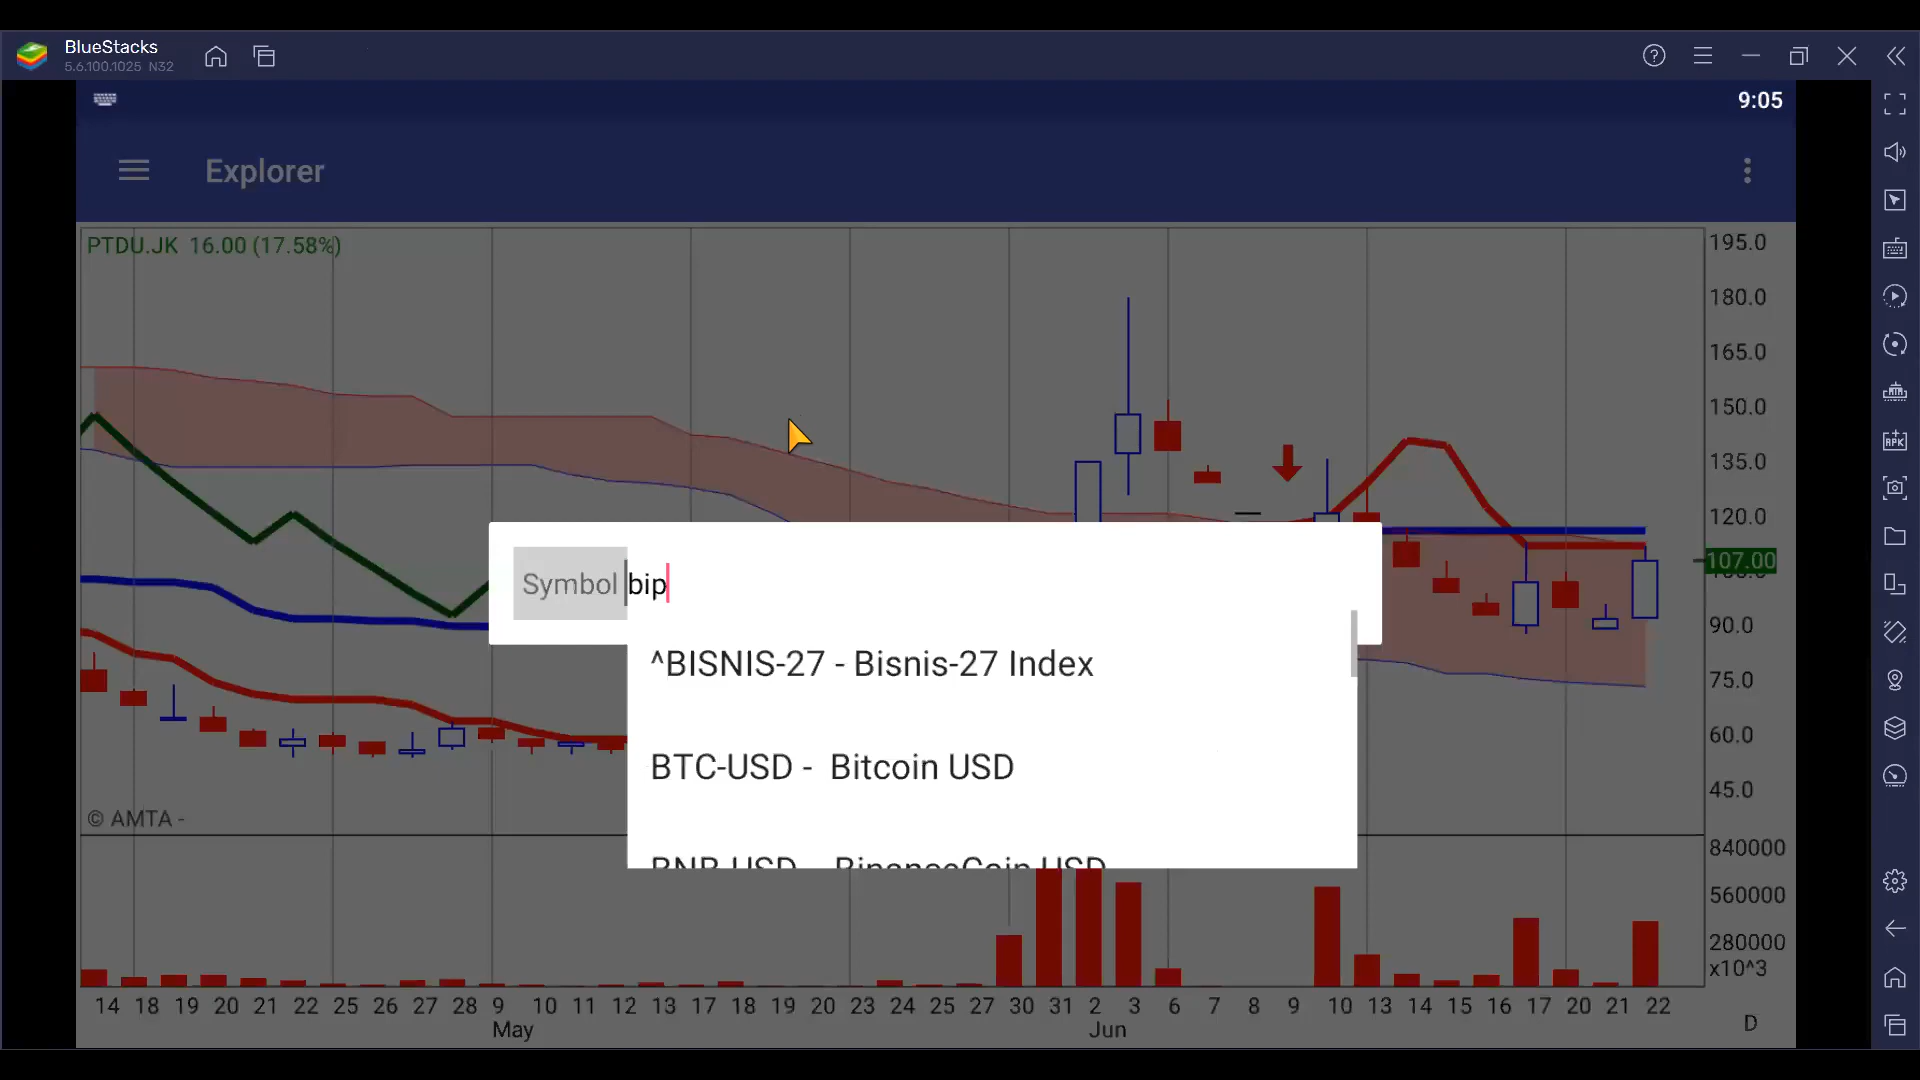 BlueStacks
5.6.100.1025 N32
9:05
Explorer
PTDU.JK 16.00 (17.58%)
195.0
180.0
165.0
150.0
135.0
120.0
107.00
90.0
75.0
60.0
45.0
Symbol bip
^BISNIS-27 - Bisnis-27 Index
BTC-USD - Bitcoin USD
BNB-USD - BinanceCoin USD
© AMTA -
840000
560000
280000
x10^3
14 18 19 20 21 22 25 26 27 28 9 10 11 12 13 17 18 19 20 23 24 25 27 30 31 2 3 6 7 8 9 10 13 14 15 16 17 20 21 22
May Jun
D